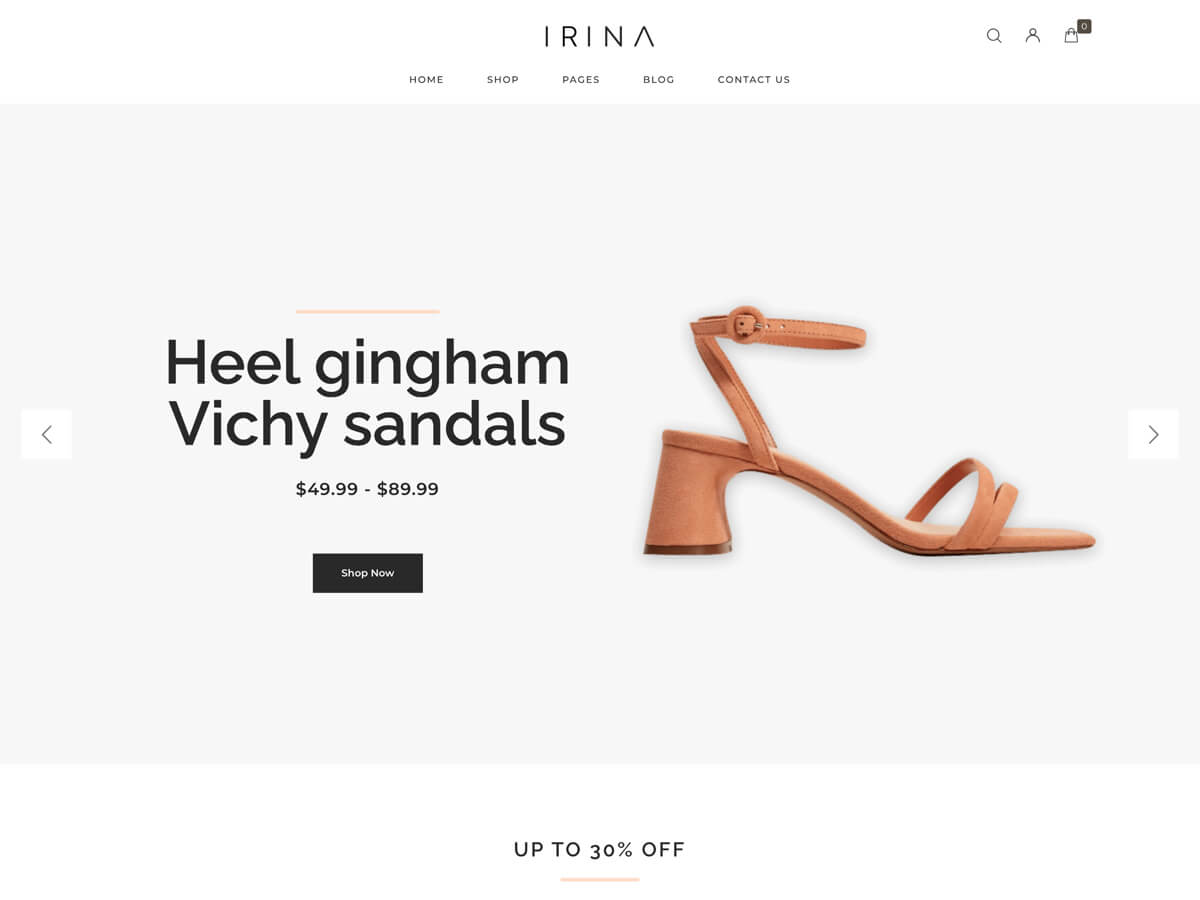 IRINA
0
HOME SHOP PAGES BLOG CONTACT US
Heel gingham
Vichy sandals
$49.99 - $89.99
Shop Now
UP TO 30% OFF